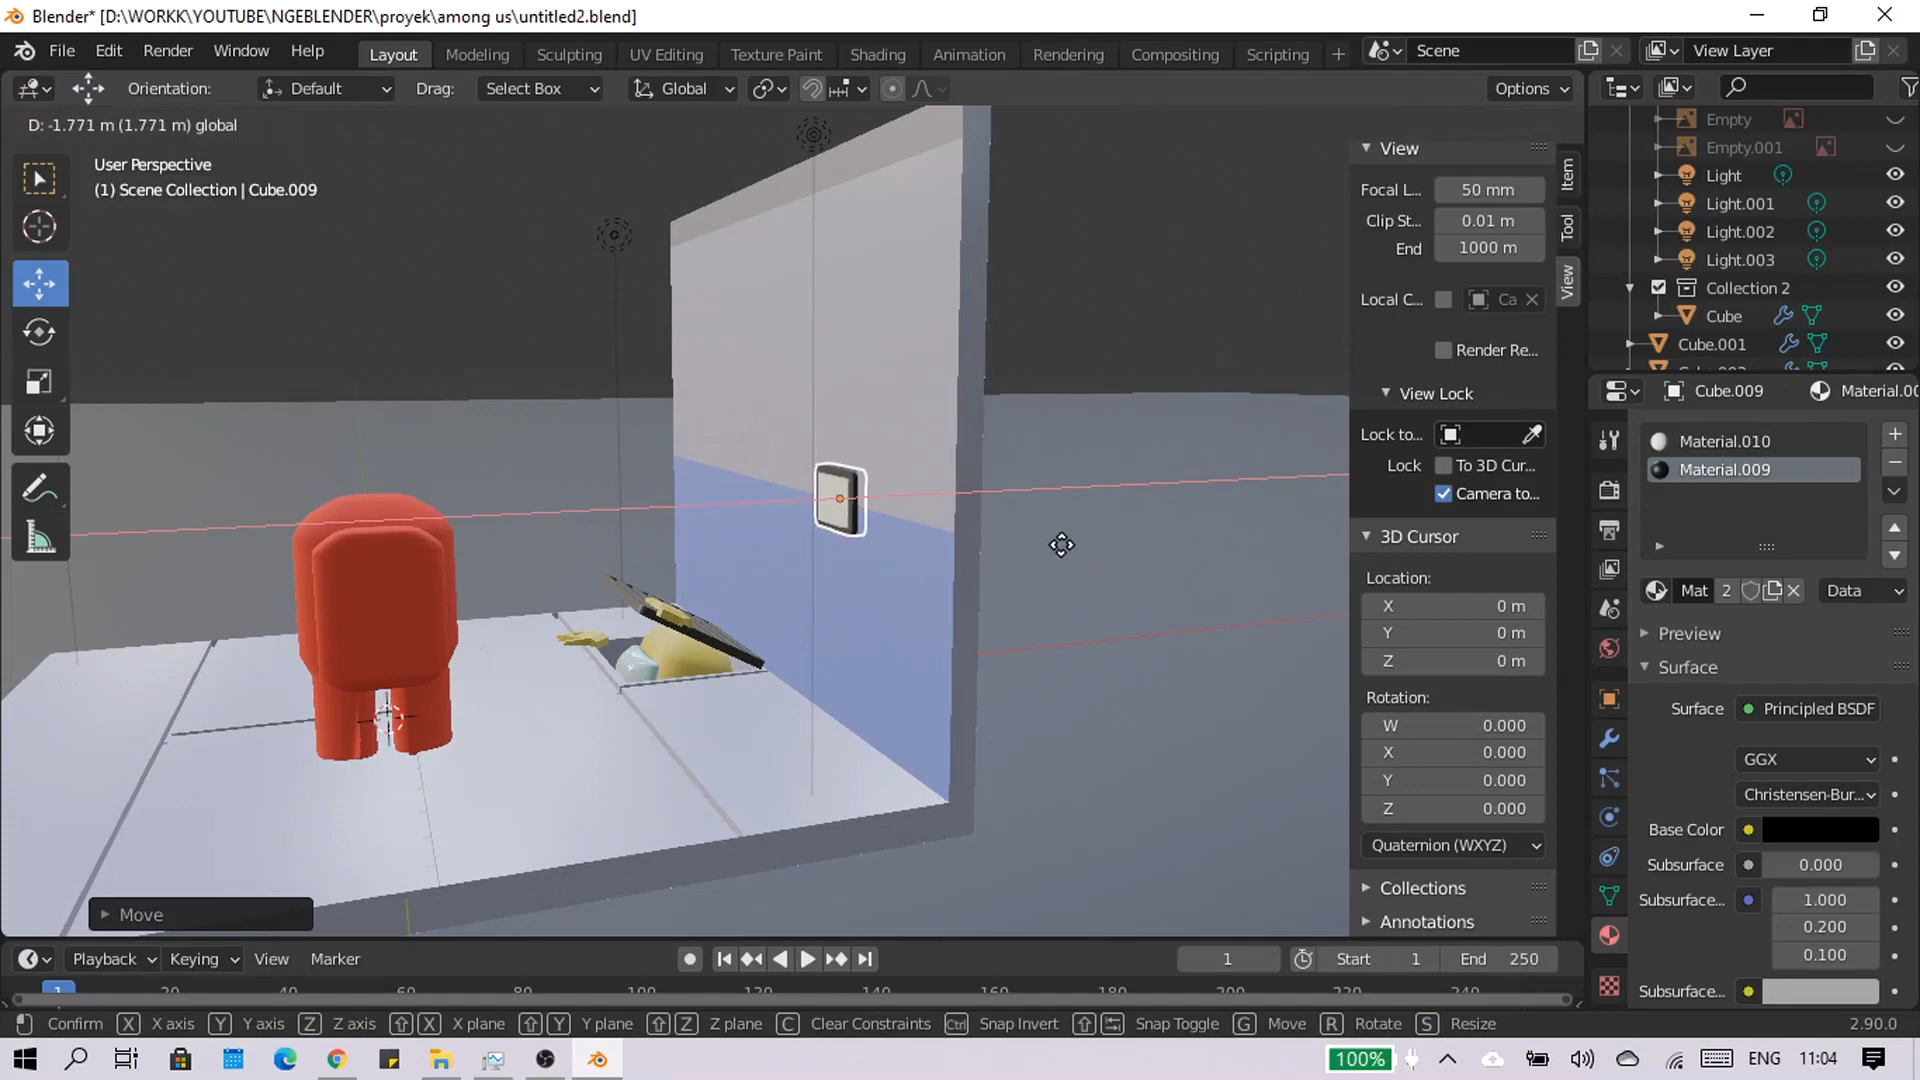 Blender* [D:\WORKK\YOUTUBE\NGEBLENDER\proyek\among us\untitled2.blend]
File Edit Render Window Help Layout Modeling Sculpting UV Editing Texture Paint Shading Animation Rendering Compositing Scripting + Scene View Layer
Orientation: Default Drag: Select Box Global Options
D: -1.771 m (1.771 m) global
User Perspective
(1) Scene Collection | Cube.009
Move
View
Focal L... 50 mm
Clip St... 0.01 m
End 1000 m
Local C... Ca
Render Re...
View Lock
Lock to...
Lock To 3D Cur...
Camera to...
3D Cursor
Location:
X 0 m
Y 0 m
Z 0 m
Rotation:
W 0.000
X 0.000
Y 0.000
Z 0.000
Quaternion (WXYZ)
Collections
Annotations
Item
Tool
View
Empty
Empty.001
Light
Light.001
Light.002
Light.003
Collection 2
Cube
Cube.001
Cube.009 Material.00
Material.010
Material.009
Mat 2 Data
Preview
Surface
Surface Principled BSDF
GGX
Christensen-Bur...
Base Color
Subsurface 0.000
Subsurface... 1.000
0.200
0.100
Subsurface...
Playback Keying View Marker 1 Start 1 End 250
1 20 40 60 80 100 120 140 160 180 200 220 240
Confirm X X axis Y Y axis Z Z axis X X plane Y Y plane Z Z plane C Clear Constraints Ctrl Snap Invert Snap Toggle G Move R Rotate S Resize 2.90.0
100% ENG 11:04